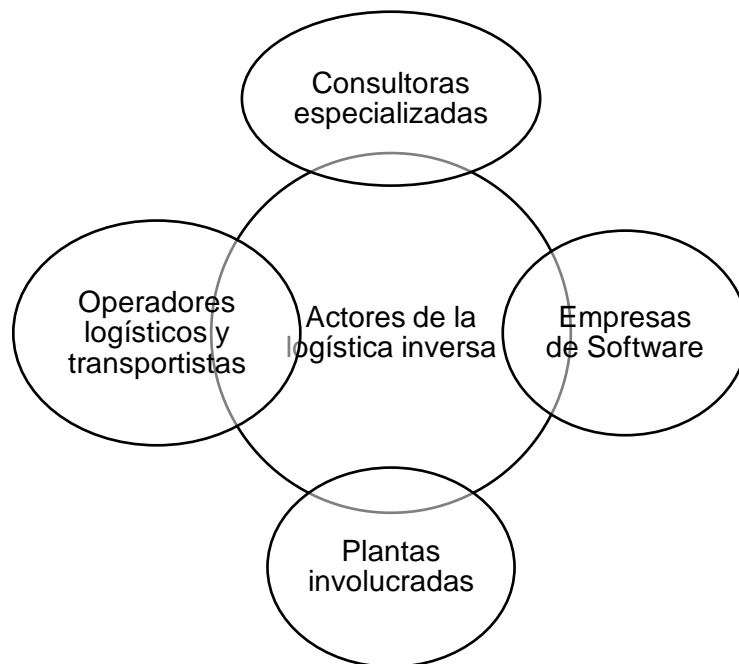 Consultoras
especializadas
Operadores
logísticos y
transportistas
Actores de la
logística inversa
Empresas
de Software
Plantas
involucradas